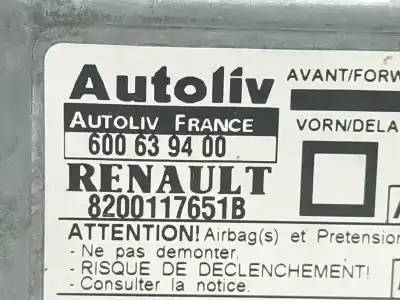 Autoliv
AVANT/FORW
AUTOLIV FRANCE
VORN/DELA
600 63 94 00
RENAULT
8200117651B
ATTENTION! Airbag(s) et Pretension
- Ne pas demonter.
- RISQUE DE DECLENCHEMENT!
- Consulter la notice.